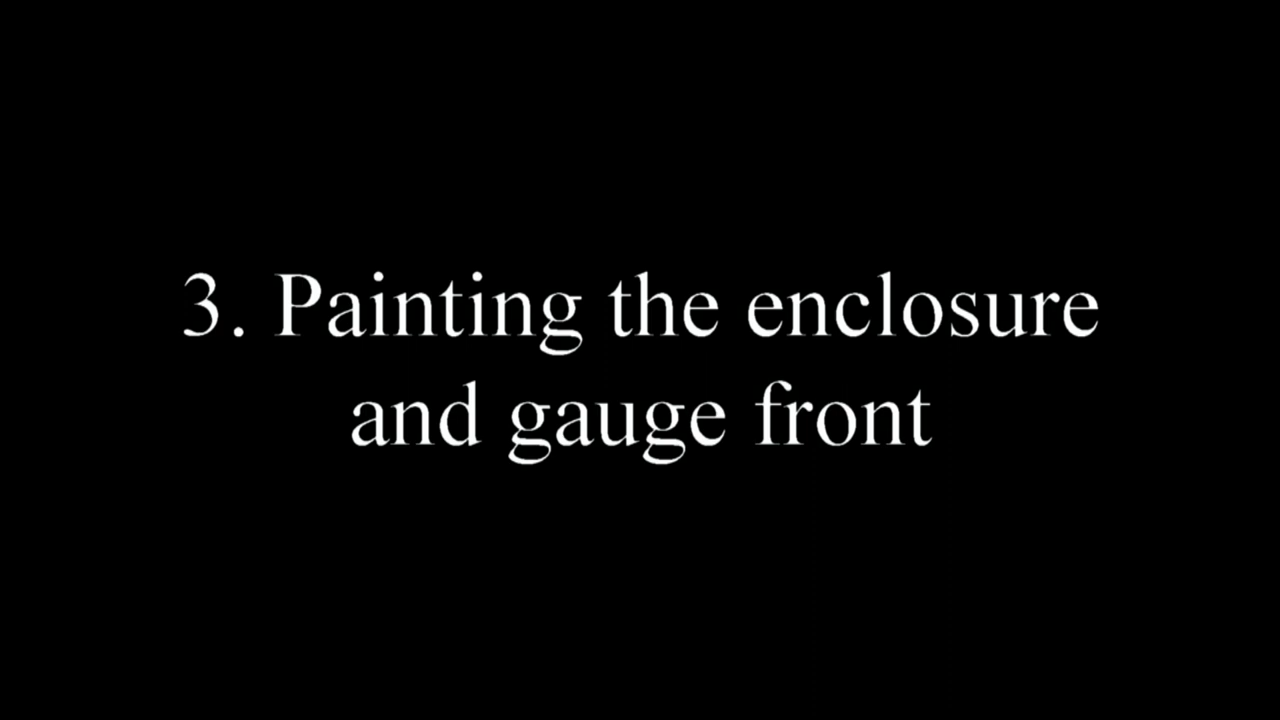 3. Painting the enclosure
and gauge front